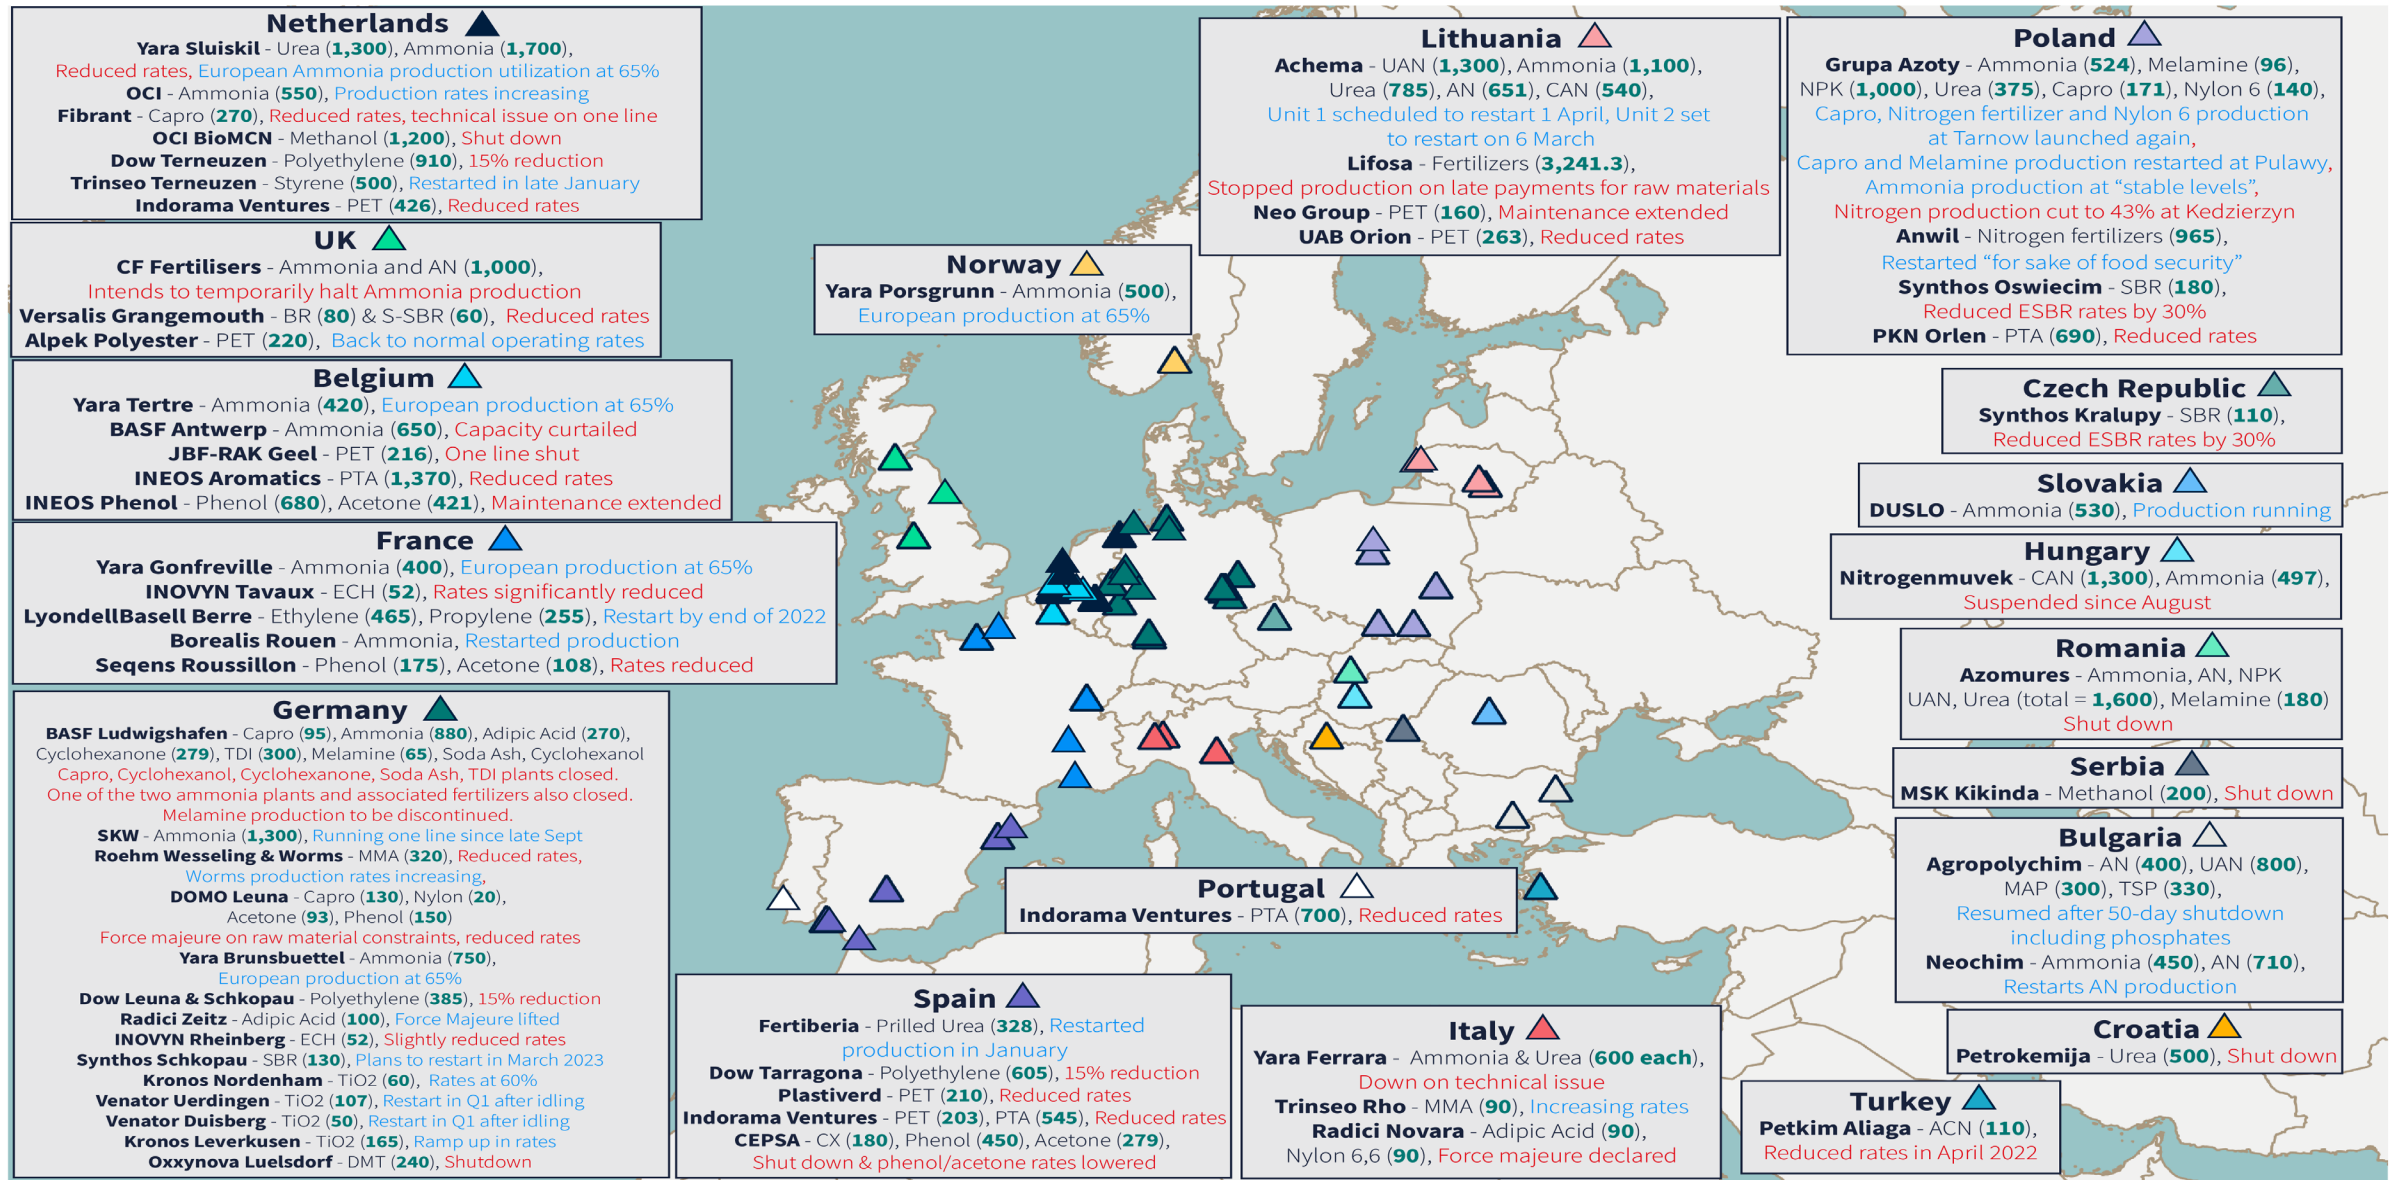 Netherlands
Yara Sluiskil - Urea (1,300), Ammonia (1,700),
Reduced rates, European Ammonia production utilization at 65%
OCI - Ammonia (550), Production rates increasing
Fibrant - Capro (270), Reduced rates, technical issue on one line
OCI BioMCN - Methanol (1,200), Shut down
Dow Terneuzen - Polyethylene (910), 15% reduction
Trinseo Terneuzen - Styrene (500), Restarted in late January
Indorama Ventures - PET (426), Reduced rates
UK
CF Fertilisers - Ammonia and AN (1,000),
Intends to temporarily halt Ammonia production
Versalis Grangemouth - BR (80) & S-SBR (60), Reduced rates
Alpek Polyester - PET (220), Back to normal operating rates
Belgium
Yara Tertre - Ammonia (420), European production at 65%
BASF Antwerp - Ammonia (650), Capacity curtailed
JBF-RAK Geel - PET (216), One line shut
INEOS Aromatics - PTA (1,370), Reduced rates
INEOS Phenol - Phenol (680), Acetone (421), Maintenance extended
France
Yara Gonfreville - Ammonia (400), European production at 65%
INOVYN Tavaux - ECH (52), Rates significantly reduced
LyondellBasell Berre - Ethylene (465), Propylene (255), Restart by end of 2022
Borealis Rouen - Ammonia, Restarted production
Seqens Roussillon - Phenol (175), Acetone (108), Rates reduced
Germany
BASF Ludwigshafen - Capro (95), Ammonia (880), Adipic Acid (270),
Cyclohexanone (279), TDI (300), Melamine (65), Soda Ash, Cyclohexanol
Capro, Cyclohexanol, Cyclohexanone, Soda Ash, TDI plants closed.
One of the two ammonia plants and associated fertilizers also closed.
Melamine production to be discontinued.
SKW - Ammonia (1,300), Running one line since late Sept
Roehm Wesseling & Worms - MMA (320), Reduced rates,
Worms production rates increasing,
DOMO Leuna - Capro (130), Nylon (20),
Acetone (93), Phenol (150)
Force majeure on raw material constraints, reduced rates
Yara Brunsbuettel - Ammonia (750),
European production at 65%
Dow Leuna & Schkopau - Polyethylene (385), 15% reduction
Radici Zeitz - Adipic Acid (100), Force Majeure lifted
INOVYN Rheinberg - ECH (52), Slightly reduced rates
Synthos Schkopau - SBR (130), Plans to restart in March 2023
Kronos Nordenham - TiO2 (60), Rates at 60%
Venator Uerdingen - TiO2 (107), Restart in Q1 after idling
Venator Duisberg - TiO2 (50), Restart in Q1 after idling
Kronos Leverkusen - TiO2 (165), Ramp up in rates
Oxxynova Luelsdorf - DMT (240), Shutdown
Norway
Yara Porsgrunn - Ammonia (500),
European production at 65%
Lithuania
Achema - UAN (1,300), Ammonia (1,100),
Urea (785), AN (651), CAN (540),
Unit 1 scheduled to restart 1 April, Unit 2 set
to restart on 6 March
Lifosa - Fertilizers (3,241.3),
Stopped production on late payments for raw materials
Neo Group - PET (160), Maintenance extended
UAB Orion - PET (263), Reduced rates
Poland
Grupa Azoty - Ammonia (524), Melamine (96),
NPK (1,000), Urea (375), Capro (171), Nylon 6 (140),
Capro, Nitrogen fertilizer and Nylon 6 production
at Tarnow launched again,
Capro and Melamine production restarted at Pulawy,
Ammonia production at “stable levels”,
Nitrogen production cut to 43% at Kedzierzyn
Anwil - Nitrogen fertilizers (965),
Restarted “for sake of food security”
Synthos Oswiecim - SBR (180),
Reduced ESBR rates by 30%
PKN Orlen - PTA (690), Reduced rates
Czech Republic
Synthos Kralupy - SBR (110),
Reduced ESBR rates by 30%
Slovakia
DUSLO - Ammonia (530), Production running
Hungary
Nitrogenmuvek - CAN (1,300), Ammonia (497),
Suspended since August
Romania
Azomures - Ammonia, AN, NPK
UAN, Urea (total = 1,600), Melamine (180)
Shut down
Serbia
MSK Kikinda - Methanol (200), Shut down
Bulgaria
Agropolychim - AN (400), UAN (800),
MAP (300), TSP (330),
Resumed after 50-day shutdown
including phosphates
Neochim - Ammonia (450), AN (710),
Restarts AN production
Croatia
Petrokemija - Urea (500), Shut down
Portugal
Indorama Ventures - PTA (700), Reduced rates
Spain
Fertiberia - Prilled Urea (328), Restarted
production in January
Dow Tarragona - Polyethylene (605), 15% reduction
Plastiverd - PET (210), Reduced rates
Indorama Ventures - PET (203), PTA (545), Reduced rates
CEPSA - CX (180), Phenol (450), Acetone (279),
Shut down & phenol/acetone rates lowered
Italy
Yara Ferrara - Ammonia & Urea (600 each),
Down on technical issue
Trinseo Rho - MMA (90), Increasing rates
Radici Novara - Adipic Acid (90),
Nylon 6,6 (90), Force majeure declared
Turkey
Petkim Aliaga - ACN (110),
Reduced rates in April 2022